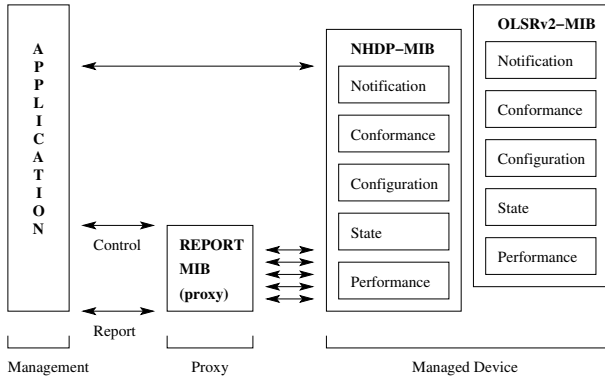 APPLICATION
Control
Report
REPORT
MIB
(proxy)
NHDP−MIB
Notification
Conformance
Configuration
State
Performance
OLSRv2−MIB
Notification
Conformance
Configuration
State
Performance
Management
Proxy
Managed Device